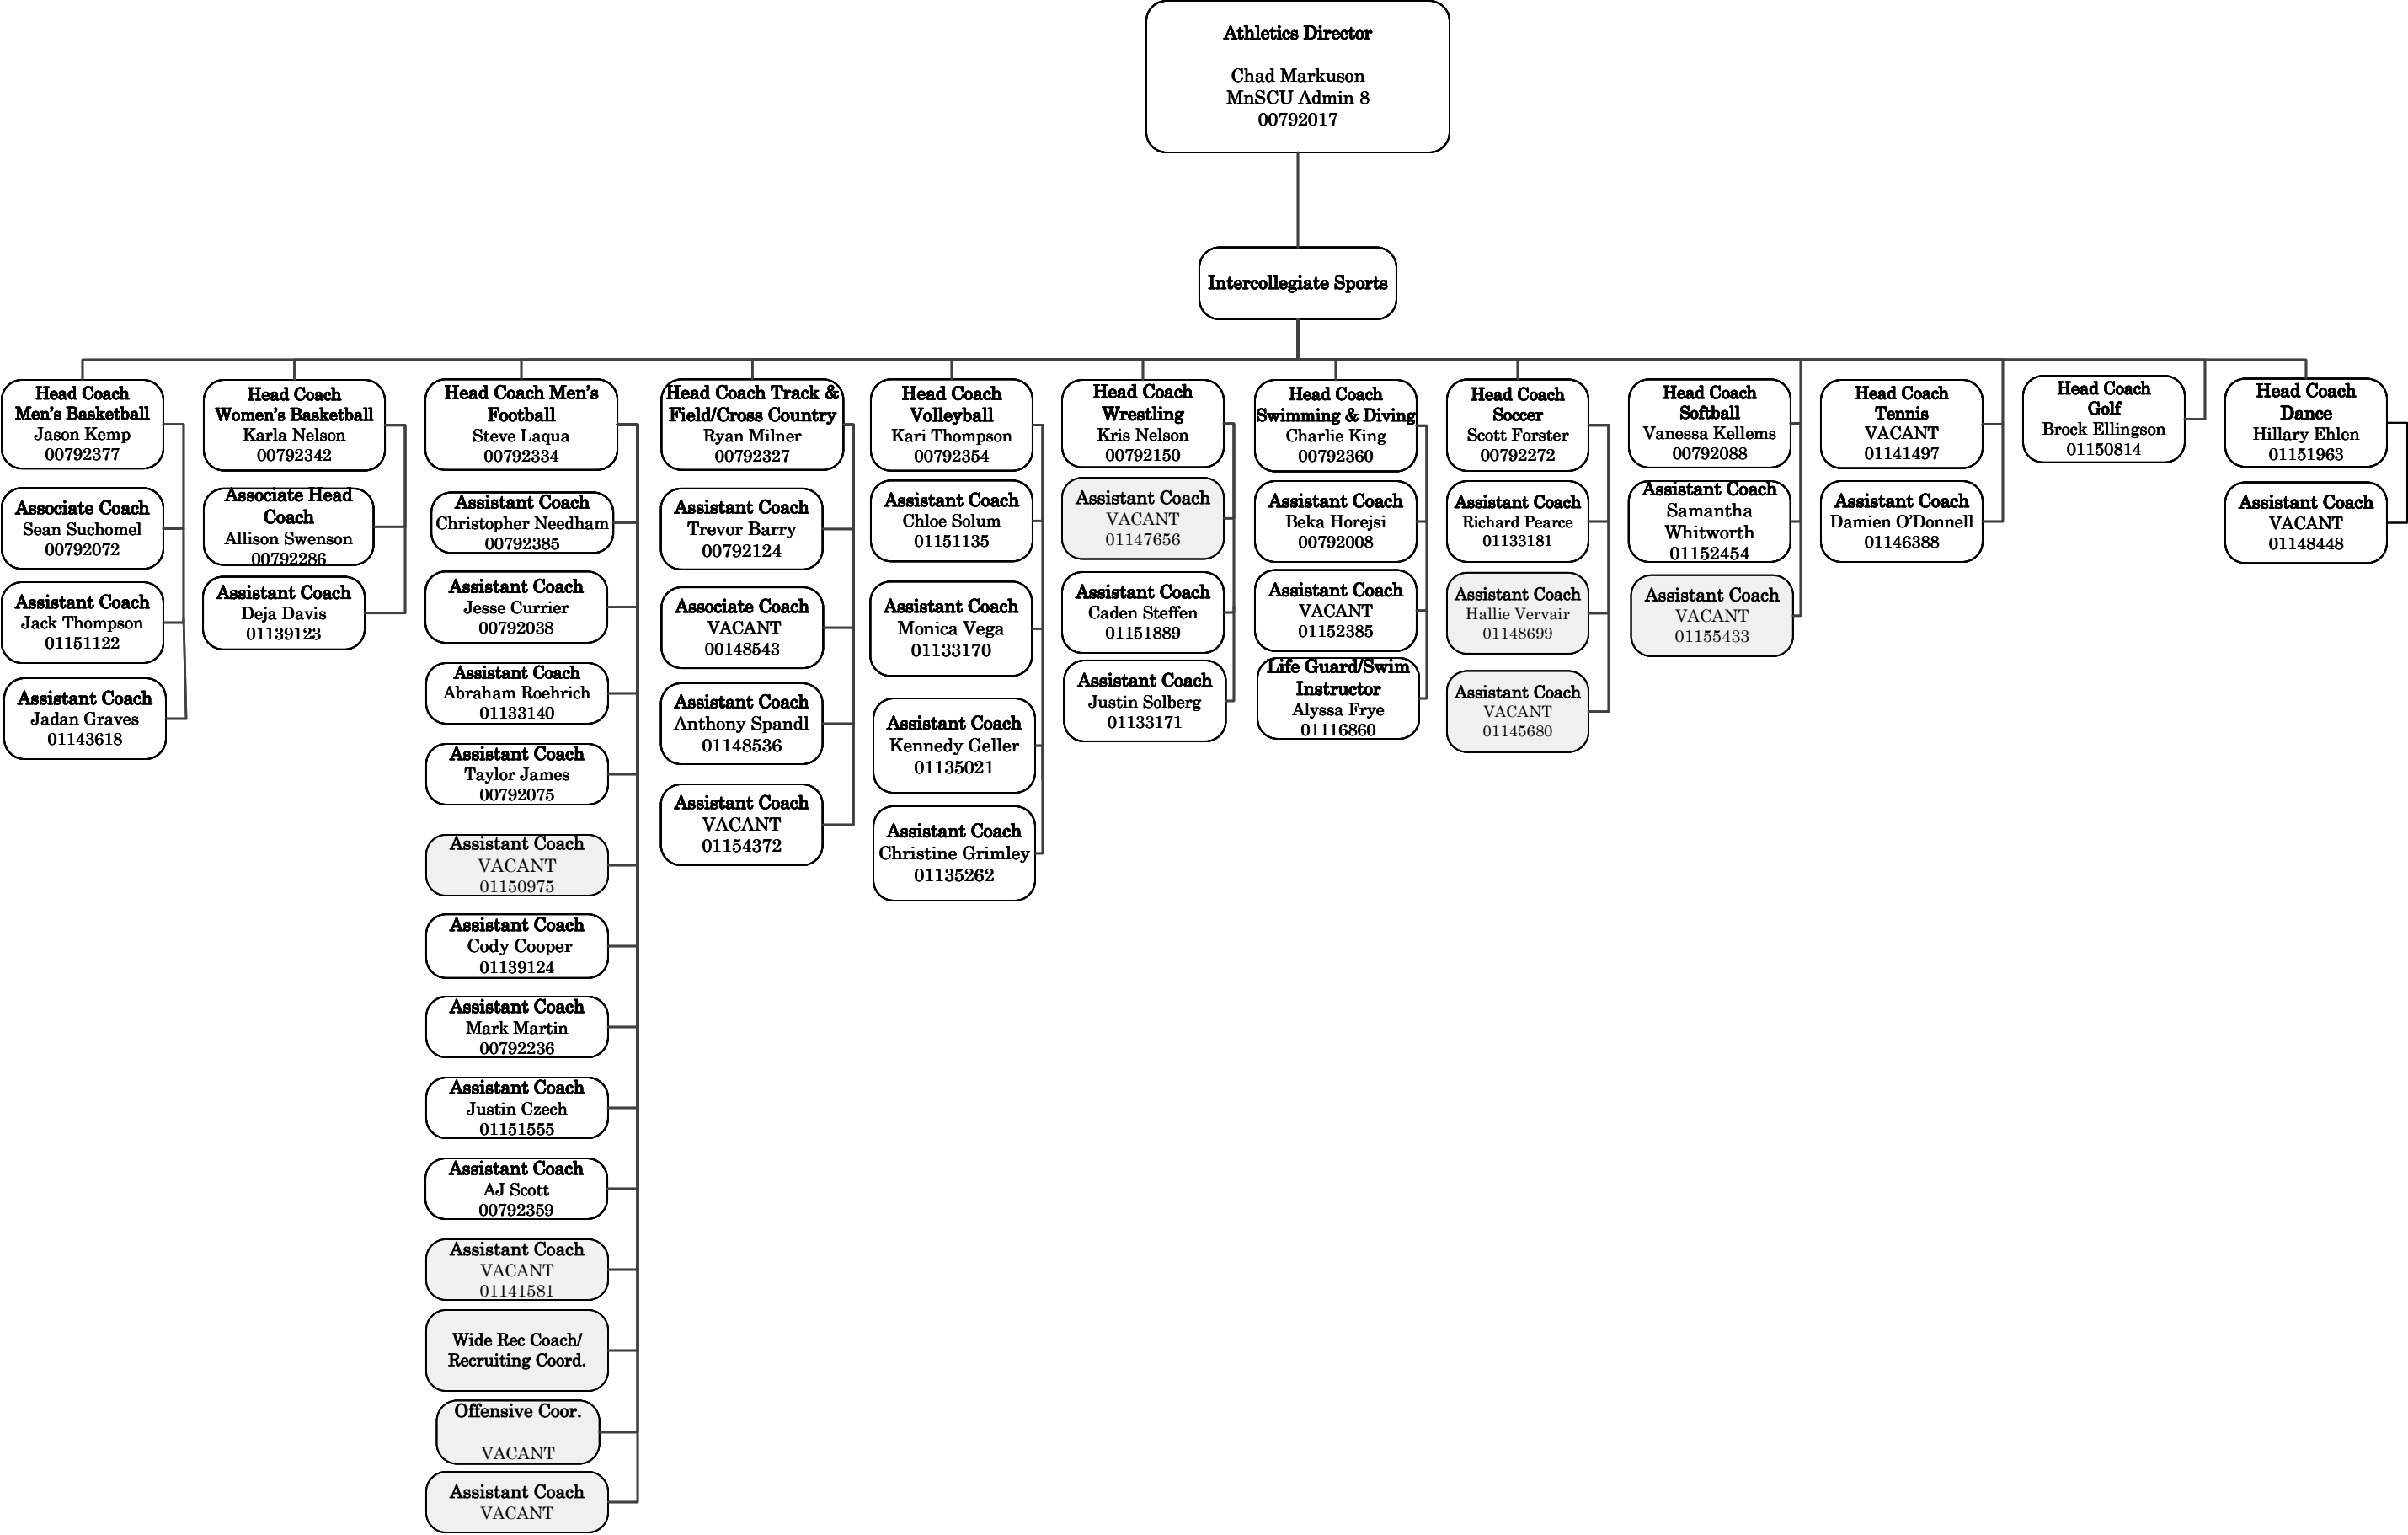 Athletics Director
Chad Markuson
MnSCU Admin 8
00792017
Intercollegiate Sports
Head Coach
Men’s Basketball
Jason Kemp
00792377
Associate Coach
Sean Suchomel
00792072
Assistant Coach
Jack Thompson
01151122
Assistant Coach
Jadan Graves
01143618
Head Coach
Women’s Basketball
Karla Nelson
00792342
Associate Head
Coach
Allison Swenson
00792286
Assistant Coach
Deja Davis
01139123
Head Coach Men’s
Football
Steve Laqua
00792334
Assistant Coach
Christopher Needham
00792385
Assistant Coach
Jesse Currier
00792038
Assistant Coach
Abraham Roehrich
01133140
Assistant Coach
Taylor James
00792075
Assistant Coach
VACANT
01150975
Assistant Coach
Cody Cooper
01139124
Assistant Coach
Mark Martin
00792236
Assistant Coach
Justin Czech
01151555
Assistant Coach
AJ Scott
00792359
Assistant Coach
VACANT
01141581
Wide Rec Coach/
Recruiting Coord.
Offensive Coor.
VACANT
Assistant Coach
VACANT
Head Coach Track &
Field/Cross Country
Ryan Milner
00792327
Assistant Coach
Trevor Barry
00792124
Associate Coach
VACANT
00148543
Assistant Coach
Anthony Spandl
01148536
Assistant Coach
VACANT
01154372
Head Coach
Volleyball
Kari Thompson
00792354
Assistant Coach
Chloe Solum
01151135
Assistant Coach
Monica Vega
01133170
Assistant Coach
Kennedy Geller
01135021
Assistant Coach
Christine Grimley
01135262
Head Coach
Wrestling
Kris Nelson
00792150
Assistant Coach
VACANT
01147656
Assistant Coach
Caden Steffen
01151889
Assistant Coach
Justin Solberg
01133171
Head Coach
Swimming & Diving
Charlie King
00792360
Assistant Coach
Beka Horejsi
00792008
Assistant Coach
VACANT
01152385
Life Guard/Swim
Instructor
Alyssa Frye
01116860
Head Coach
Soccer
Scott Forster
00792272
Assistant Coach
Richard Pearce
01133181
Assistant Coach
Hallie Vervair
01148699
Assistant Coach
VACANT
01145680
Head Coach
Softball
Vanessa Kellems
00792088
Assistant Coach
Samantha
Whitworth
01152454
Assistant Coach
VACANT
01155433
Head Coach
Tennis
VACANT
01141497
Assistant Coach
Damien O’Donnell
01146388
Head Coach
Golf
Brock Ellingson
01150814
Head Coach
Dance
Hillary Ehlen
01151963
Assistant Coach
VACANT
01148448